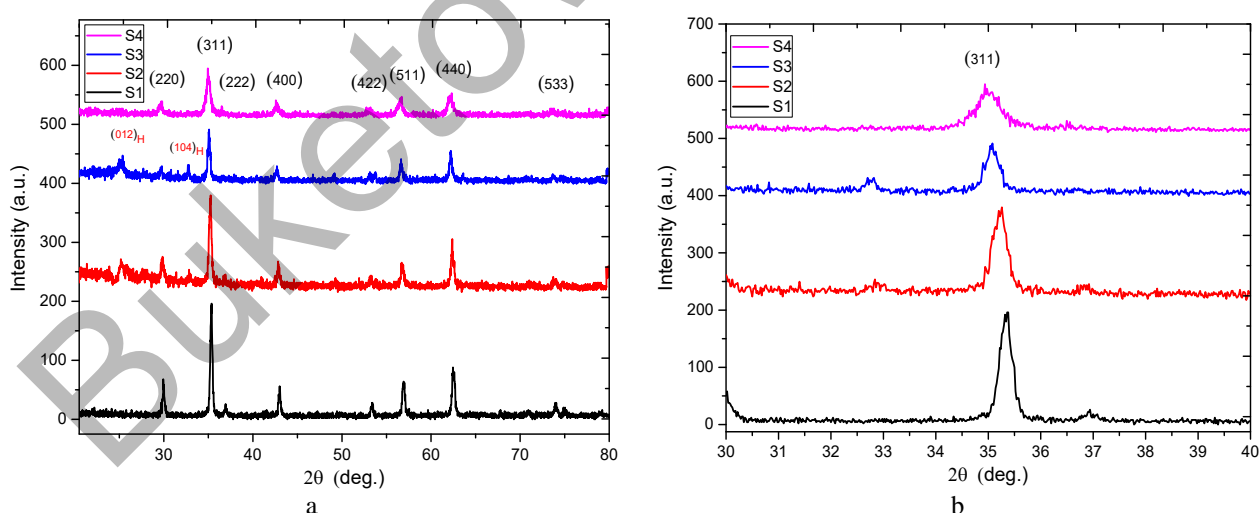 S4
S3
S2
S1
(311)
(220)
(222)
(400)
(422)
(511)
(440)
(533)
(012)H
(104)H
600
500
400
300
200
100
0
Intensity (a.u.)
30 40 50 60 70 80
2θ (deg.)
a
S4
S3
S2
S1
(311)
700
600
500
400
300
200
100
0
Intensity (a.u.)
30 31 32 33 34 35 36 37 38 39 40
2θ (deg.)
b
Buketov